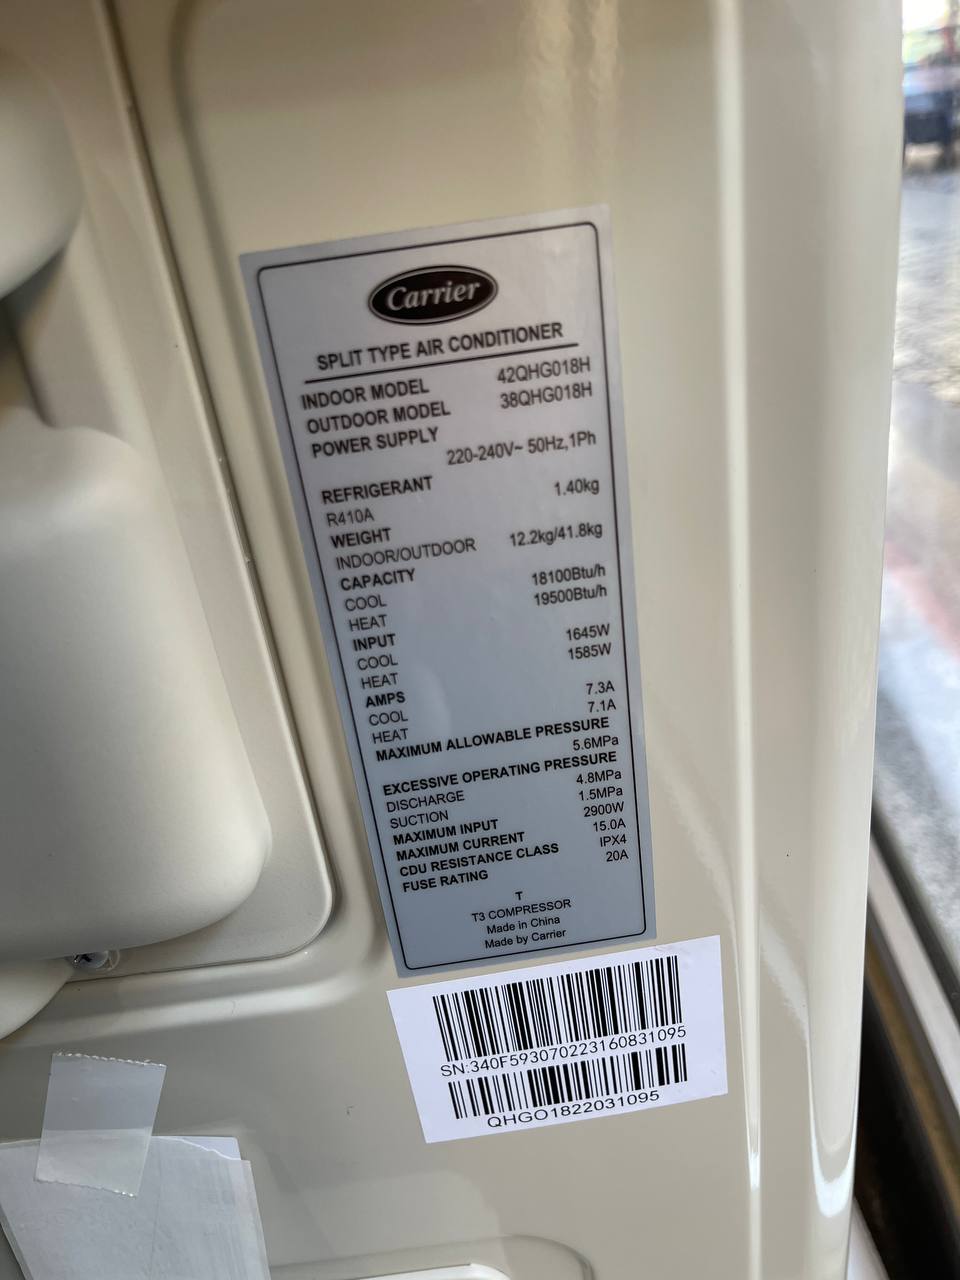 Carrier
SPLIT TYPE AIR CONDITIONER
INDOOR MODEL 42QHG018H
OUTDOOR MODEL 38QHG018H
POWER SUPPLY
220-240V~ 50Hz,1Ph
REFRIGERANT
R410A 1.40kg
WEIGHT
INDOOR/OUTDOOR 12.2kg/41.8kg
CAPACITY
COOL 18100Btu/h
HEAT 19500Btu/h
INPUT
COOL 1645W
HEAT 1585W
AMPS
COOL 7.3A
HEAT 7.1A
MAXIMUM ALLOWABLE PRESSURE
5.6MPa
EXCESSIVE OPERATING PRESSURE
DISCHARGE 4.8MPa
SUCTION 1.5MPa
MAXIMUM INPUT 2900W
MAXIMUM CURRENT 15.0A
CDU RESISTANCE CLASS IPX4
FUSE RATING 20A
T
T3 COMPRESSOR
Made in China
Made by Carrier
SN:340F593070223160831095
QHGO1822031095